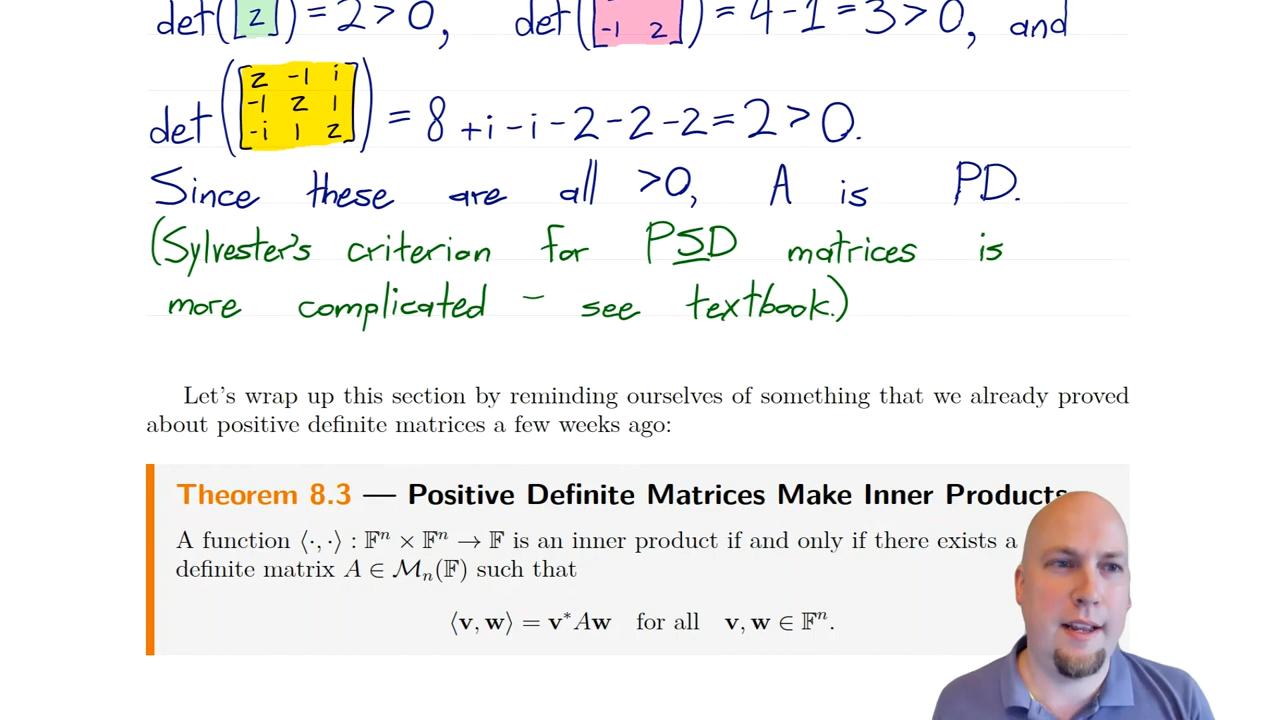 det([2]) = 2 > 0, det([-1 2]) = 4 - 1 = 3 > 0, and
det([2 -1 i
-1 2 1
-i 1 2]) = 8 + i - i - 2 - 2 - 2 = 2 > 0.
Since these are all >0, A is PD.
(Sylvester's criterion for PSD matrices is
more complicated - see textbook.)
Let's wrap up this section by reminding ourselves of something that we already proved
about positive definite matrices a few weeks ago:
Theorem 8.3 — Positive Definite Matrices Make Inner Products
A function ⟨·,·⟩ : 𝔽ⁿ × 𝔽ⁿ → 𝔽 is an inner product if and only if there exists a
definite matrix A ∈ ℳₙ(𝔽) such that
⟨v, w⟩ = v*Aw for all v, w ∈ 𝔽ⁿ.